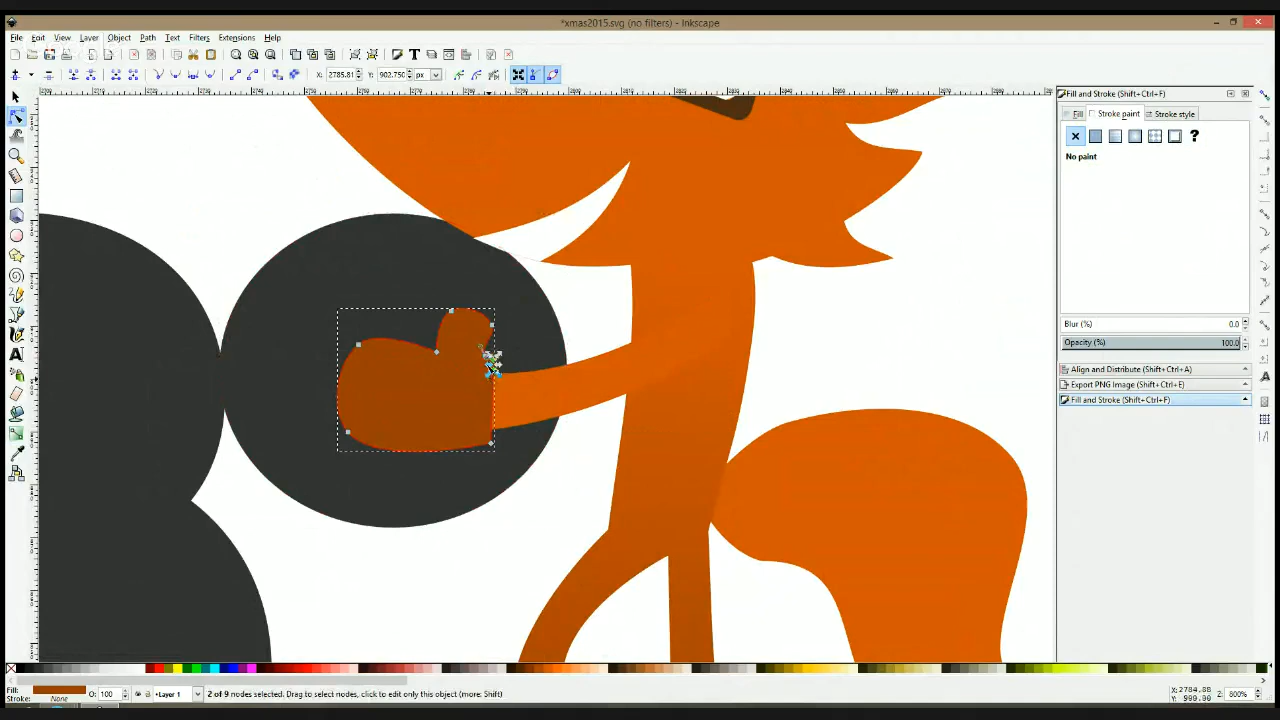 *xmas2015.svg (no filters) - Inkscape
File Edit View Layer Object Path Text Filters Extensions Help
X: 2785.81 Y: 902.750 px
Fill and Stroke (Shift+Ctrl+F)
Fill Stroke paint Stroke style
?
No paint
Blur (%) 0.0
Opacity (%) 100.0
Align and Distribute (Shift+Ctrl+A)
Export PNG Image (Shift+Ctrl+E)
Fill and Stroke (Shift+Ctrl+F)
Fill:
Stroke: None
O: 100
Layer 1
2 of 9 nodes selected. Drag to select nodes, click to edit only this object (more: Shift)
X: 2784.88
Y: 999.00
Z: 800%